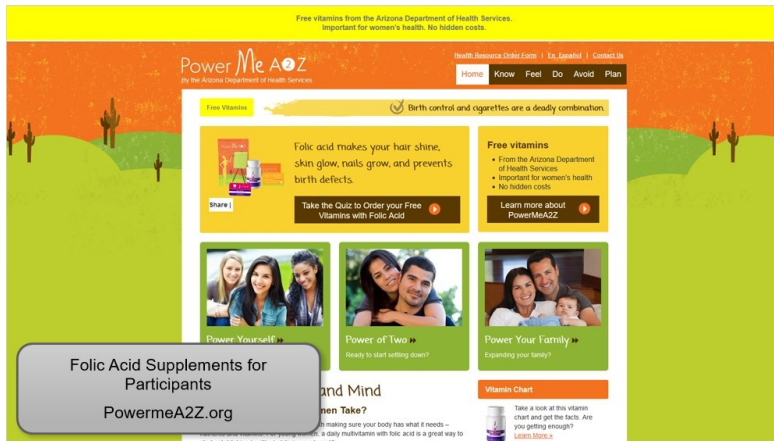 Free vitamins from the Arizona Department of Health Services.
Important for women's health. No hidden costs.
Power Me A2Z
By the Arizona Department of Health Services
Health Resource Order Form | En Español | Contact Us
Home Know Feel Do Avoid Plan
Free Vitamins
Birth control and cigarettes are a deadly combination.
Folic acid makes your hair shine,
skin glow, nails grow, and prevents
birth defects.
Share |
Take the Quiz to Order your Free
Vitamins with Folic Acid
Free vitamins
• From the Arizona Department
of Health Services
• Important for women's health
• No hidden costs
Learn more about
PowerMeA2Z
Power Yourself
Power of Two
Ready to start settling down?
Power Your Family
Expanding your family?
Folic Acid Supplements for
Participants
PowermeA2Z.org
and Mind
men Take?
making sure your body has what it needs –
a daily multivitamin with folic acid is a great way to
Vitamin Chart
Take a look at this vitamin
chart and get the facts. Are
you getting enough?
Learn More »